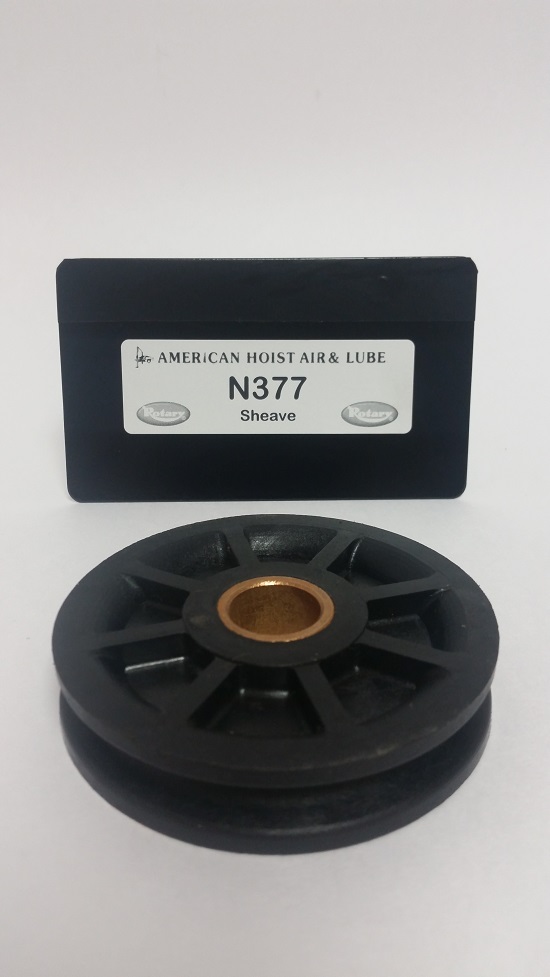 AMERICAN HOIST AIR & LUBE
N377
Sheave
Rotary Rotary